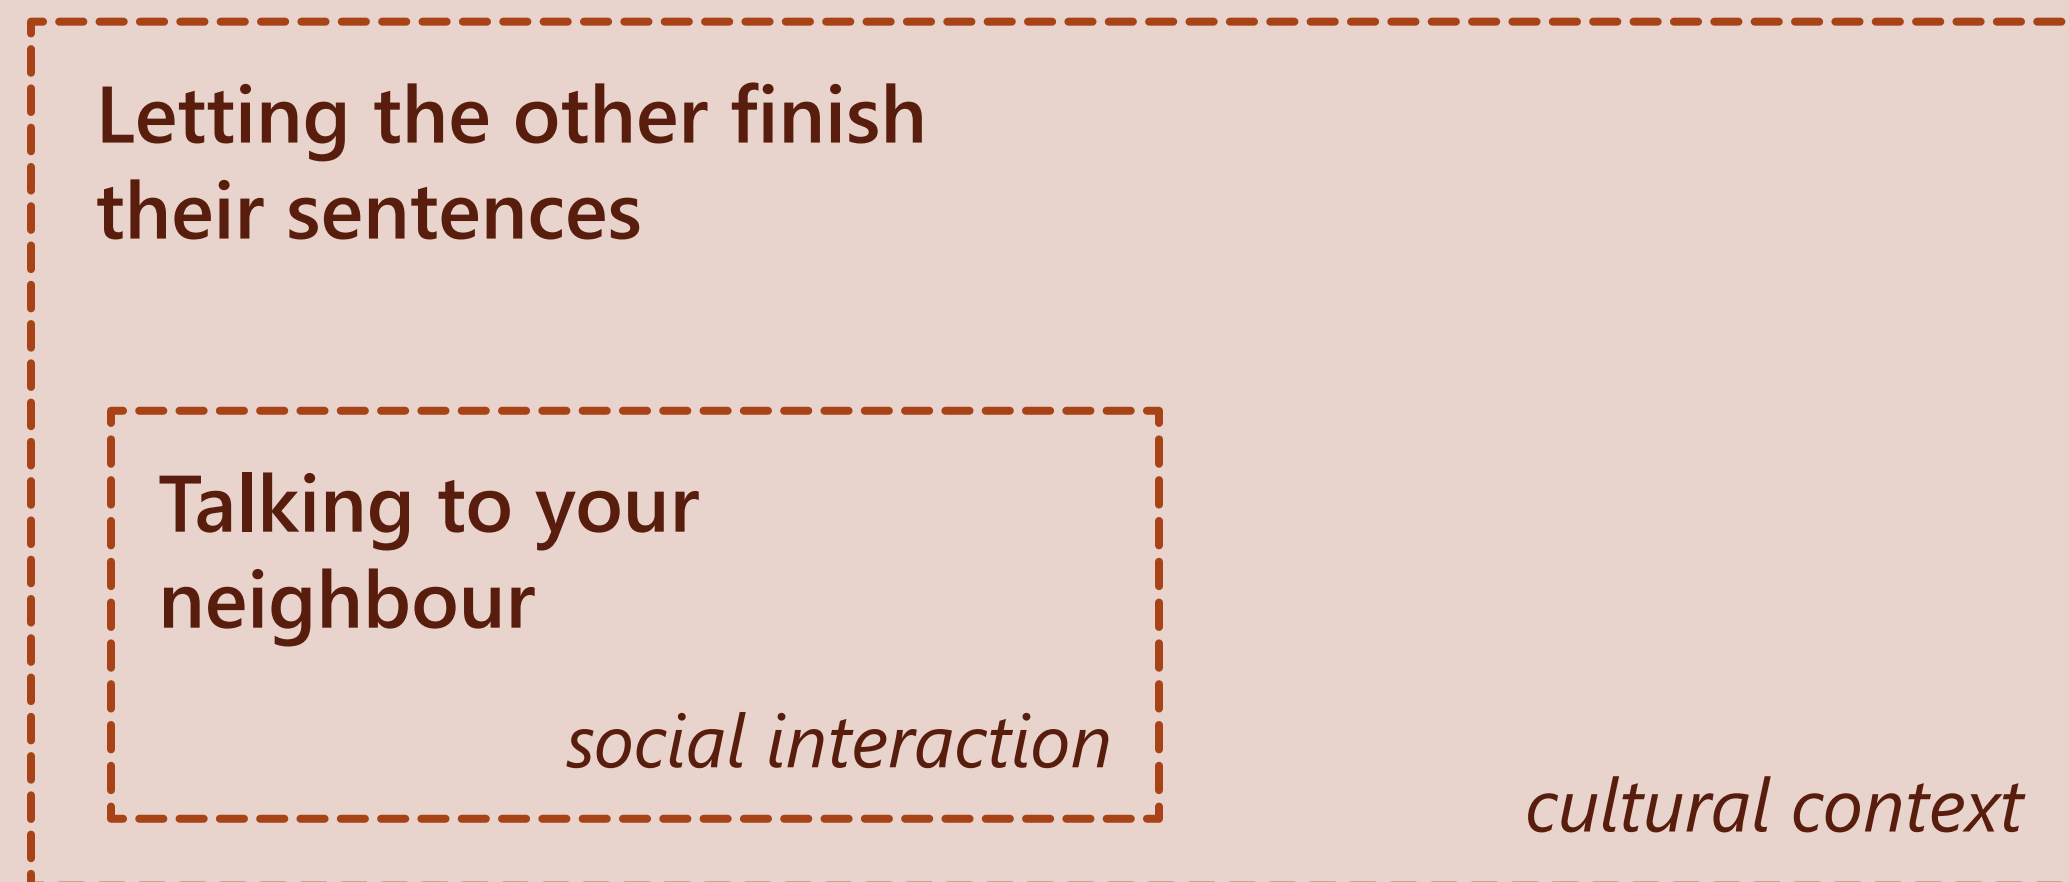 Letting the other finish
their sentences
Talking to your
neighbour
social interaction
cultural context